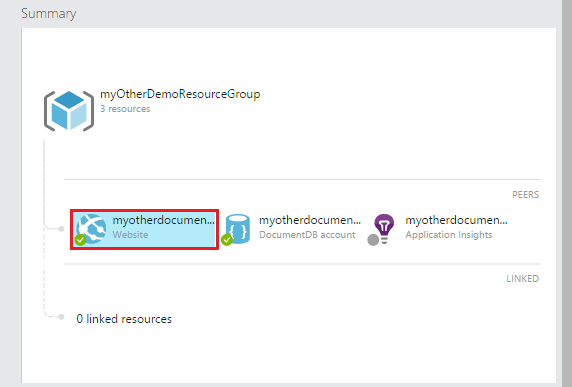 Summary
myOtherDemoResourceGroup
3 resources
PEERS
myotherdocumen... myotherdocumen... myotherdocumen...
Website DocumentDB account Application Insights
LINKED
0 linked resources